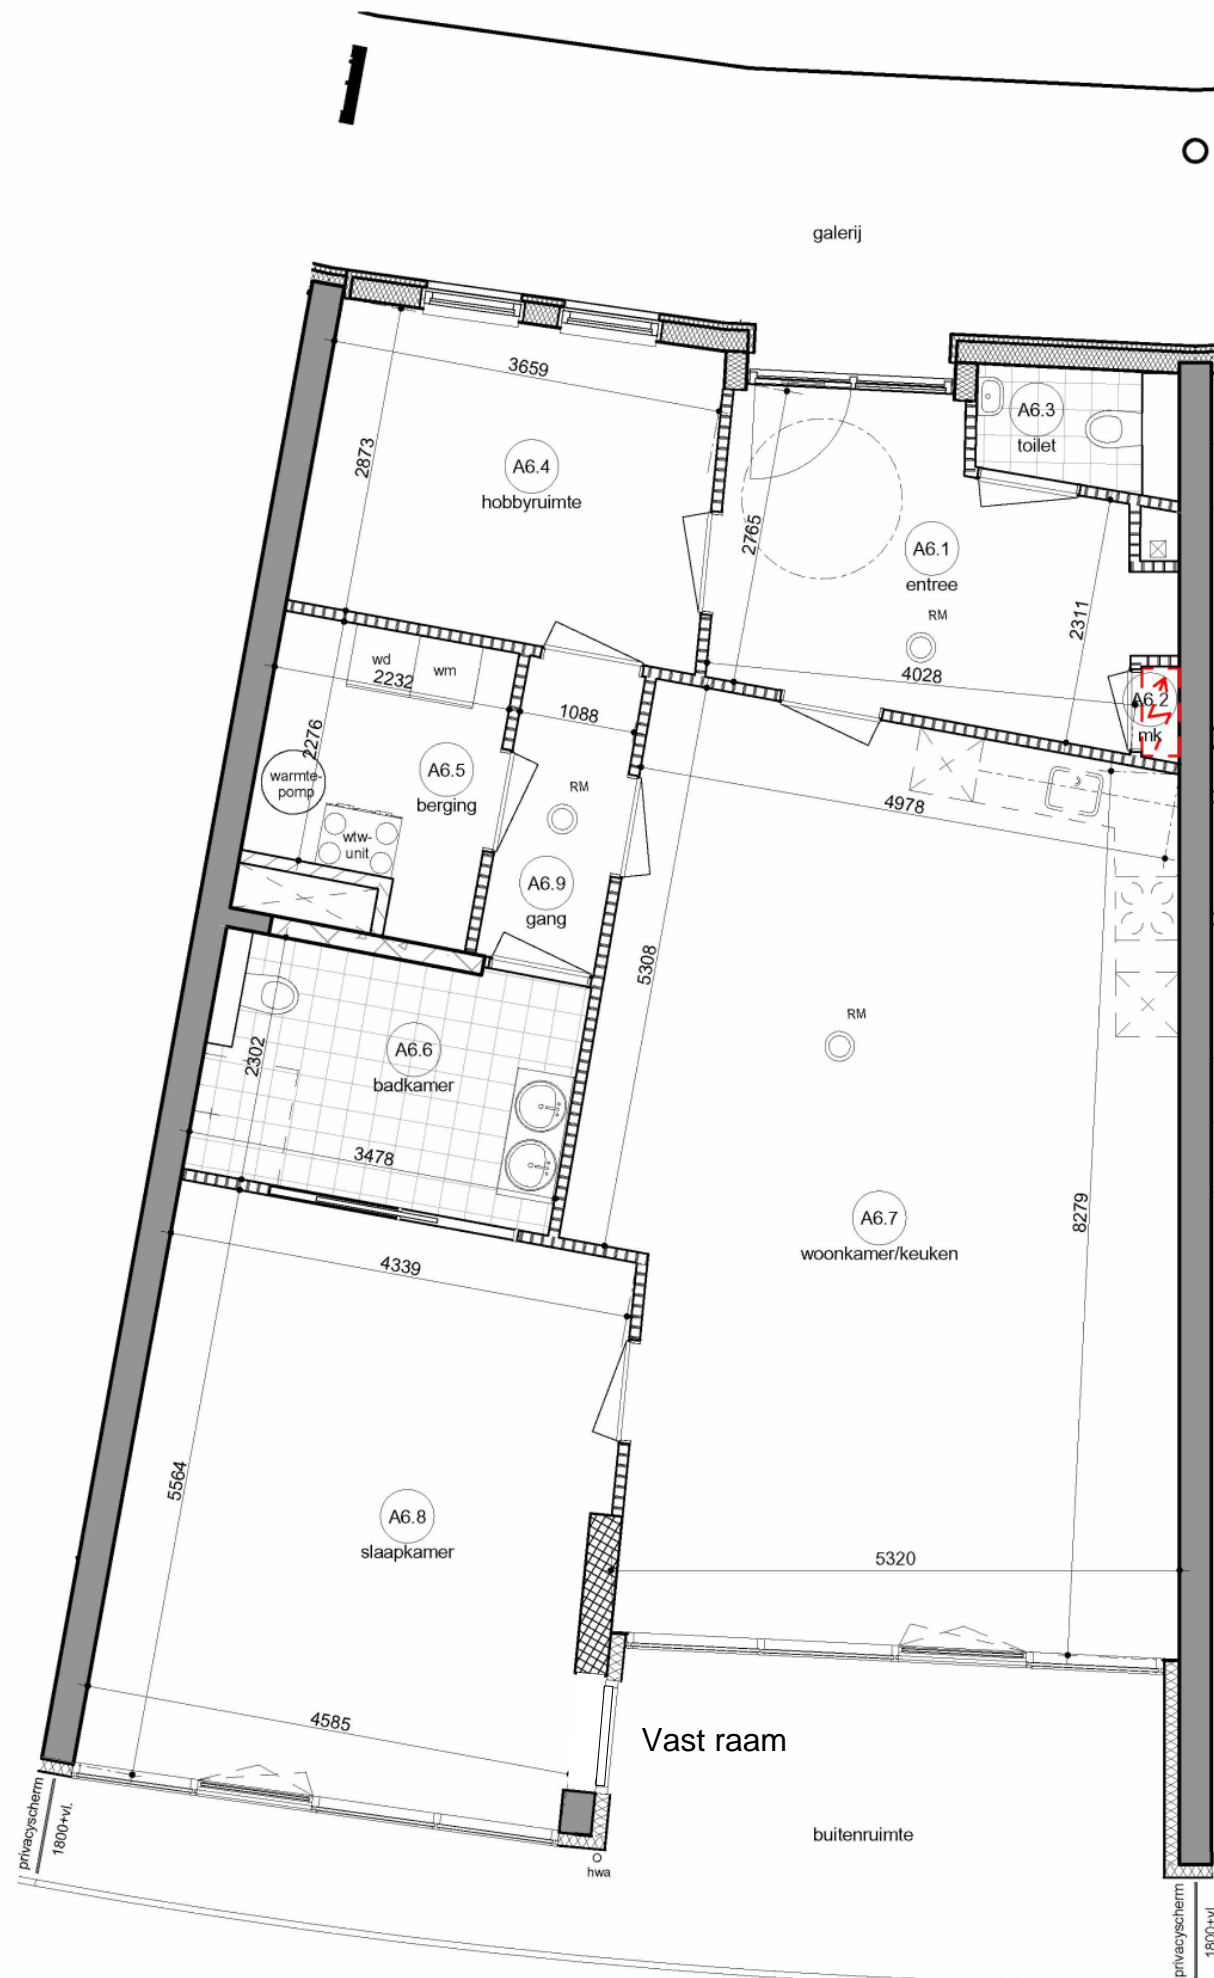 galerij
3659
A6.3
toilet
2873
A6.4
hobbyruimte
2765
A6.1
entree
RM
2311
4028
wd
wm
2232
1088
A6.2
mk
2276
warmte-
pomp
A6.5
berging
RM
4978
wtw-
unit
A6.9
gang
5308
RM
A6.6
badkamer
2302
3478
A6.7
woonkamer/keuken
8279
4339
5564
A6.8
slaapkamer
5320
4585
Vast raam
privacyscherm
1800+vl.
buitenruimte
hwa
privacyscherm
1800+vl.